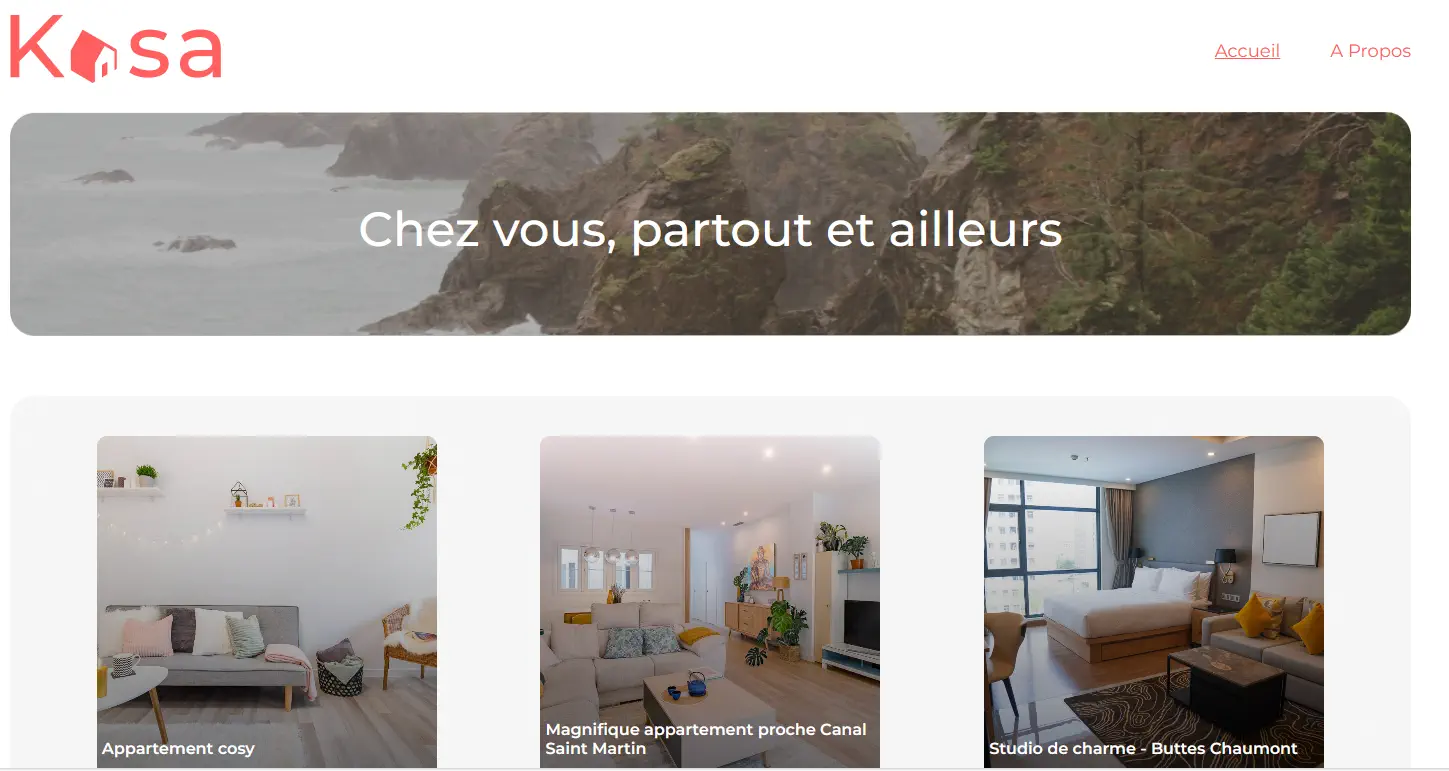 Kasa
Accueil
A Propos
Chez vous, partout et ailleurs
Appartement cosy
Magnifique appartement proche Canal
Saint Martin
Studio de charme - Buttes Chaumont